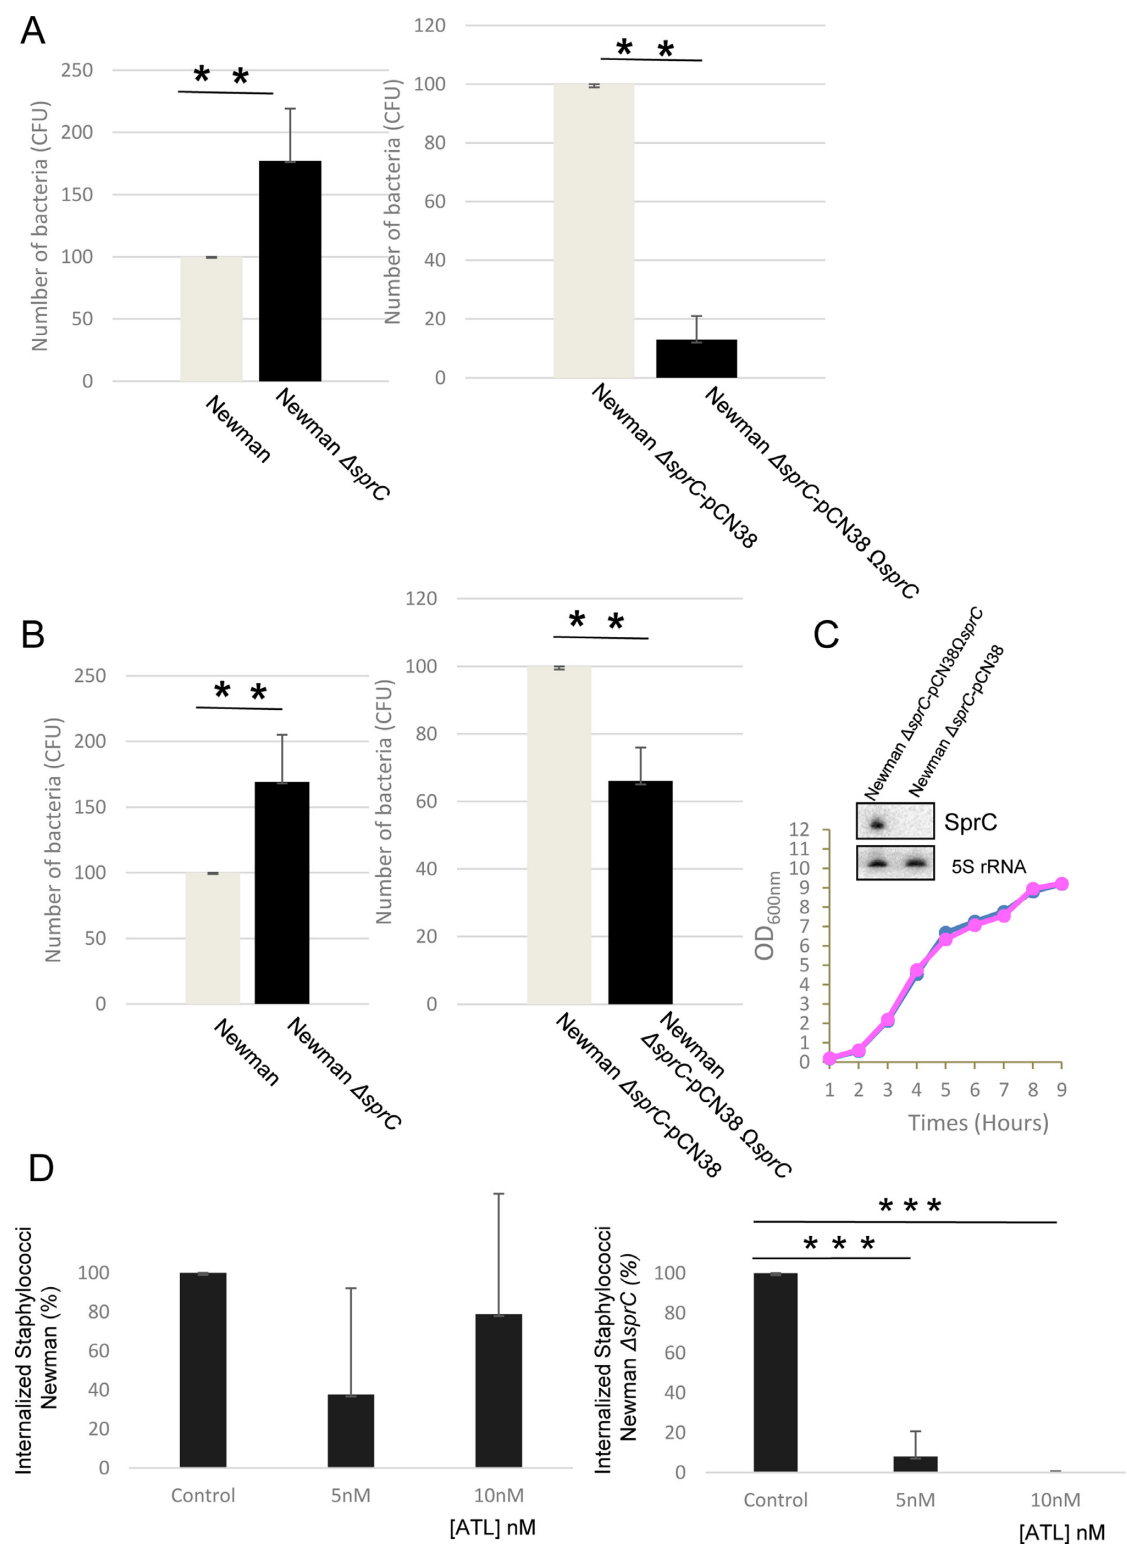 A
250
200
150
100
50
0
Numlber of bacteria (CFU)
* *
Newman
Newman ΔsprC
120
100
80
60
40
20
0
Number of bacteria (CFU)
* *
Newman ΔsprC-pCN38
Newman ΔsprC-pCN38 ΩsprC
B
250
200
150
100
50
0
Number of bacteria (CFU)
* *
Newman
Newman ΔsprC
120
100
80
60
40
20
0
Number of bacteria (CFU)
* *
Newman ΔsprC-pCN38
Newman
ΔsprC-pCN38 ΩsprC
C
Newman ΔsprC-pCN38ΩsprC
Newman ΔsprC-pCN38
SprC
5S rRNA
12
11
10
9
8
7
6
5
4
3
2
1
0
OD600nm
1 2 3 4 5 6 7 8 9
Times (Hours)
D
Internalized Staphylococci
Newman (%)
100
80
60
40
20
0
Control 5nM 10nM
[ATL] nM
Internalized Staphylococci
Newman ΔsprC (%)
* * *
* * *
100
80
60
40
20
0
Control 5nM 10nM
[ATL] nM